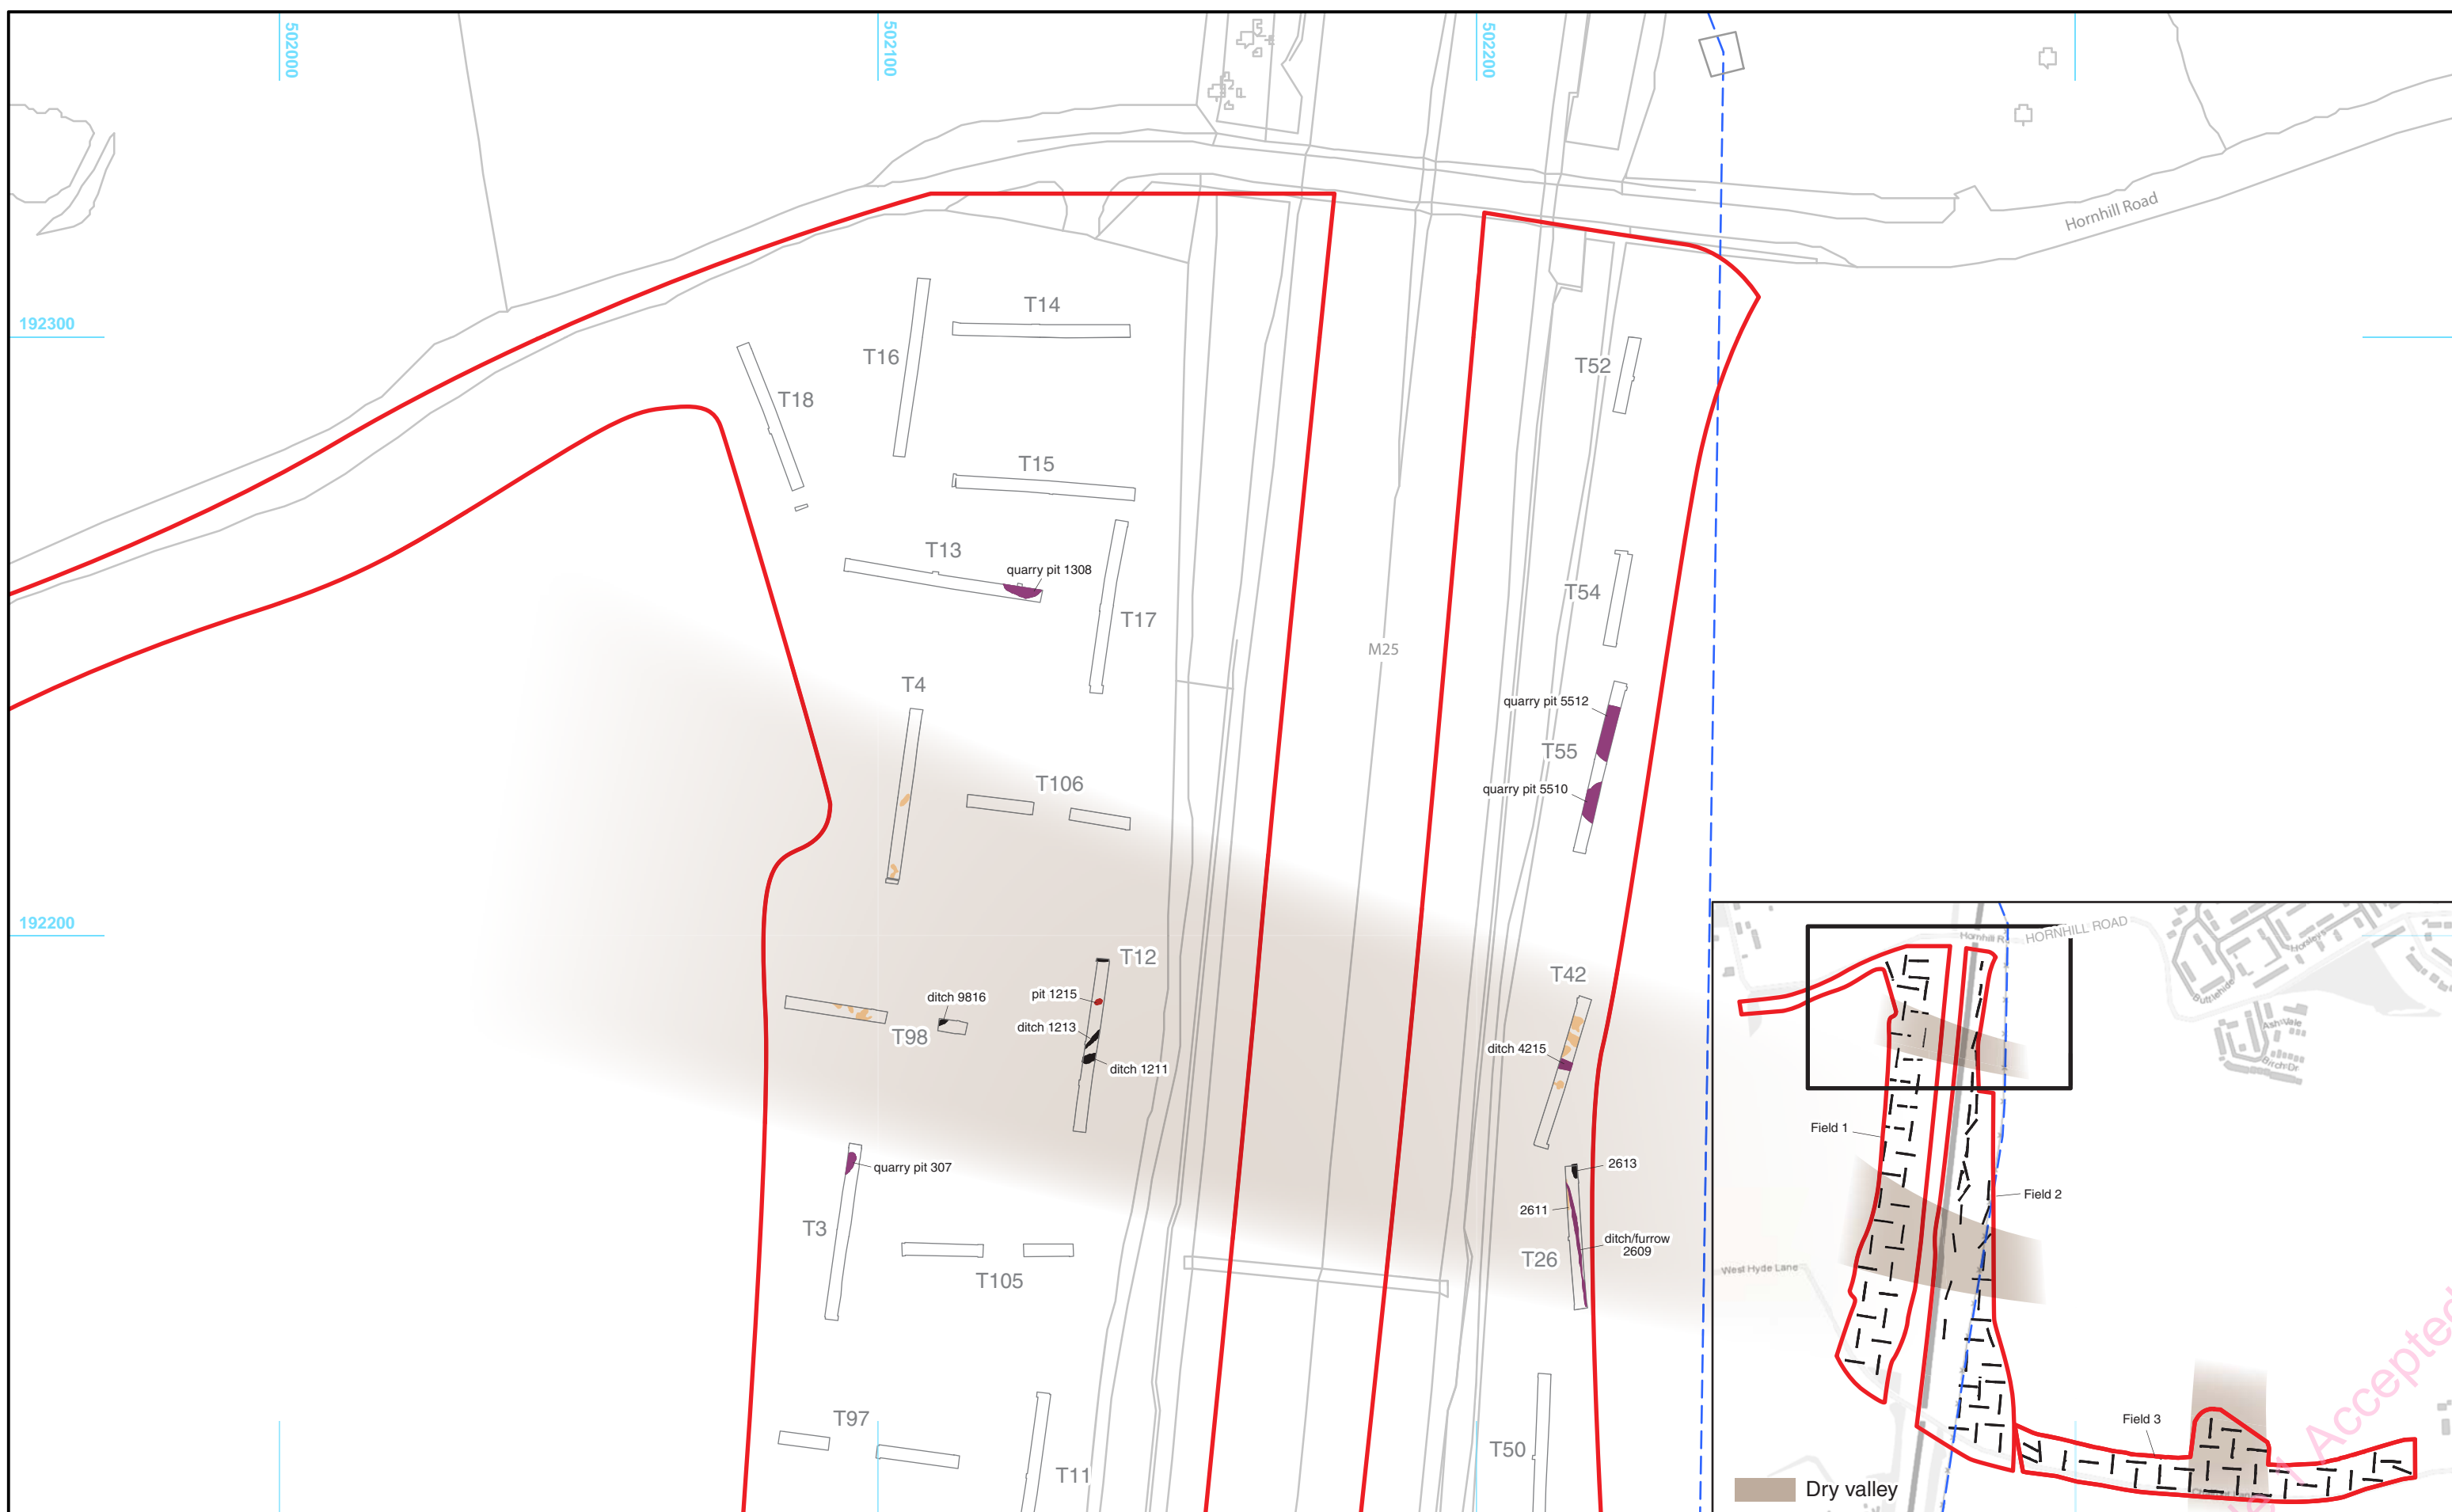 502000
502100
502200
Hornhill Road
192300
T14
T16
T52
T18
T15
T13
quarry pit 1308
T54
T17
M25
T4
quarry pit 5512
T55
T106
quarry pit 5510
192200
T12
T42
ditch 9816
pit 1215
T98
ditch 1213
ditch 4215
ditch 1211
quarry pit 307
2613
2611
T3
ditch/furrow
2609
T26
T105
T97
T50
T11
HORNHILL ROAD
Field 1
Field 2
West Hyde Lane
Field 3
Accepted
Dry valley